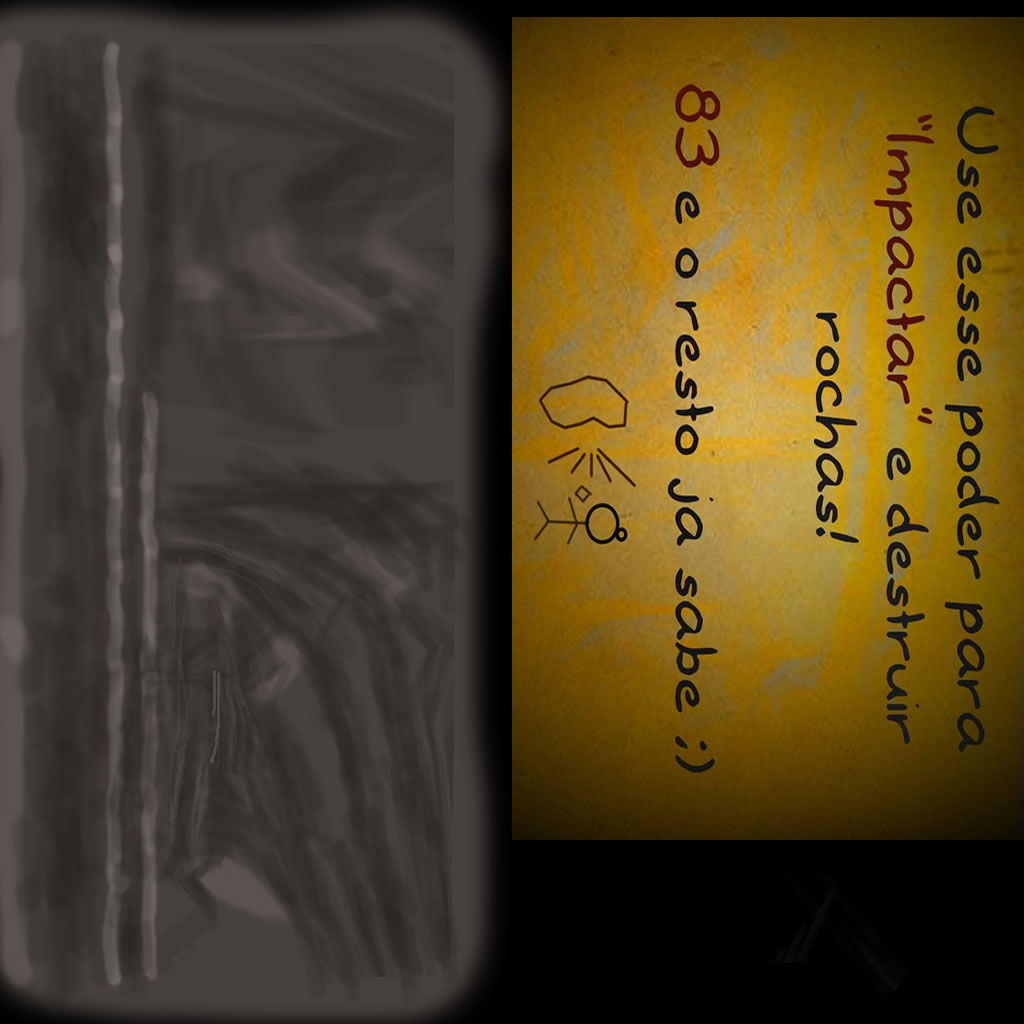 Use esse poder para
"Impactar" e destruir
rochas!
83 e o resto ja sabe ;)